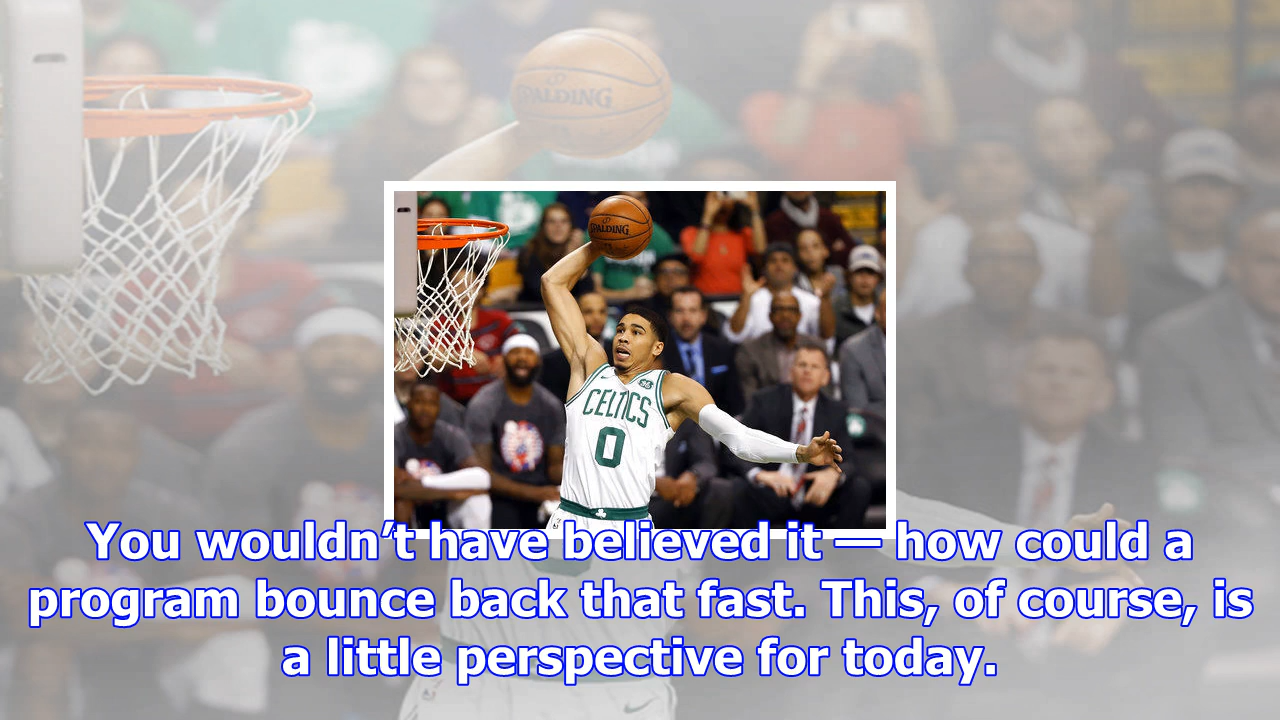 SPALDING
SPALDING
CELTICS
0
You wouldn’t have believed it — how could a
program bounce back that fast. This, of course, is
a little perspective for today.